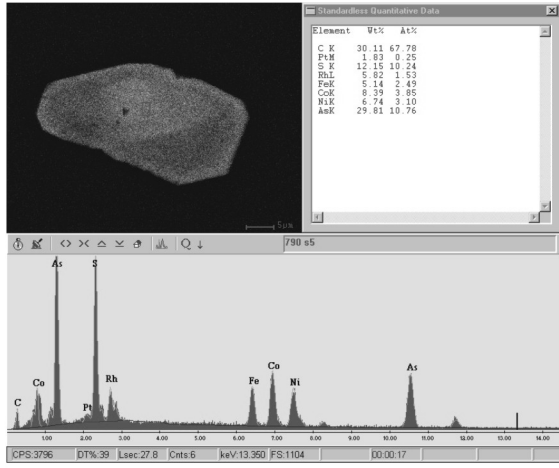 Standardless Quantitative Data
Element Wt% At%
C K 30.11 67.78
PtM 1.83 0.25
S K 12.15 10.24
RhL 5.82 1.53
FeK 5.14 2.49
CoK 8.39 3.85
NiK 6.74 3.10
AsK 29.81 10.76
5µm
790 s5
As S
C Co Pt Rh Fe Co Ni As
1.00 2.00 3.00 4.00 5.00 6.00 7.00 8.00 9.00 10.00 11.00 12.00 13.00 14.00
CPS:3796 DT%:39 Lsec:27.8 Cnts:6 keV:13.350 FS:1104 00:00:17